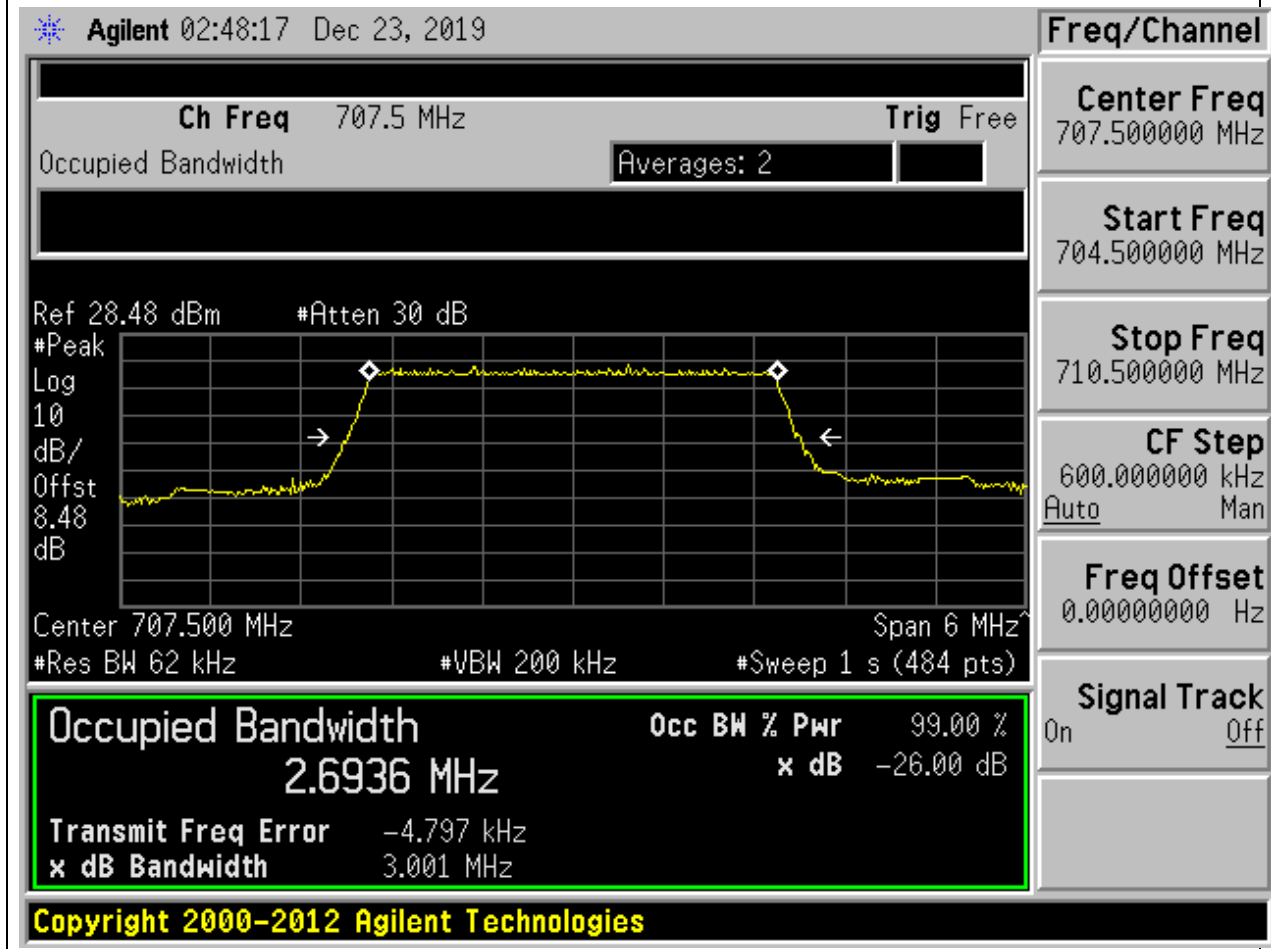 Agilent 02:48:17 Dec 23, 2019
Freq/Channel
Ch Freq 707.5 MHz Trig Free
Occupied Bandwidth Averages: 2
Ref 28.48 dBm #Atten 30 dB
#Peak
Log
10
dB/
Offst
8.48
dB
Center 707.500 MHz Span 6 MHz^
#Res BW 62 kHz #VBW 200 kHz #Sweep 1 s (484 pts)
Occupied Bandwidth
2.6936 MHz
Occ BW % Pwr 99.00 %
x dB -26.00 dB
Transmit Freq Error -4.797 kHz
x dB Bandwidth 3.001 MHz
Copyright 2000-2012 Agilent Technologies
Center Freq
707.500000 MHz
Start Freq
704.500000 MHz
Stop Freq
710.500000 MHz
CF Step
600.000000 kHz
Auto Man
Freq Offset
0.00000000 Hz
Signal Track
On Off